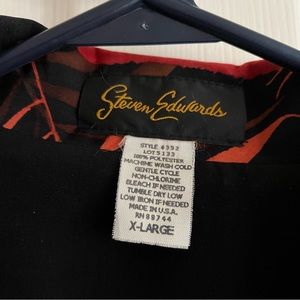 Steven Edwards
STYLE 6552
LOT 5133
100% POLYESTER
MACHINE WASH COLD
GENTLE CYCLE
NON-CHLORINE
BLEACH IF NEEDED
TUMBLE DRY LOW
LOW IRON IF NEEDED
MADE IN U.S.A.
RN 88744
X-LARGE